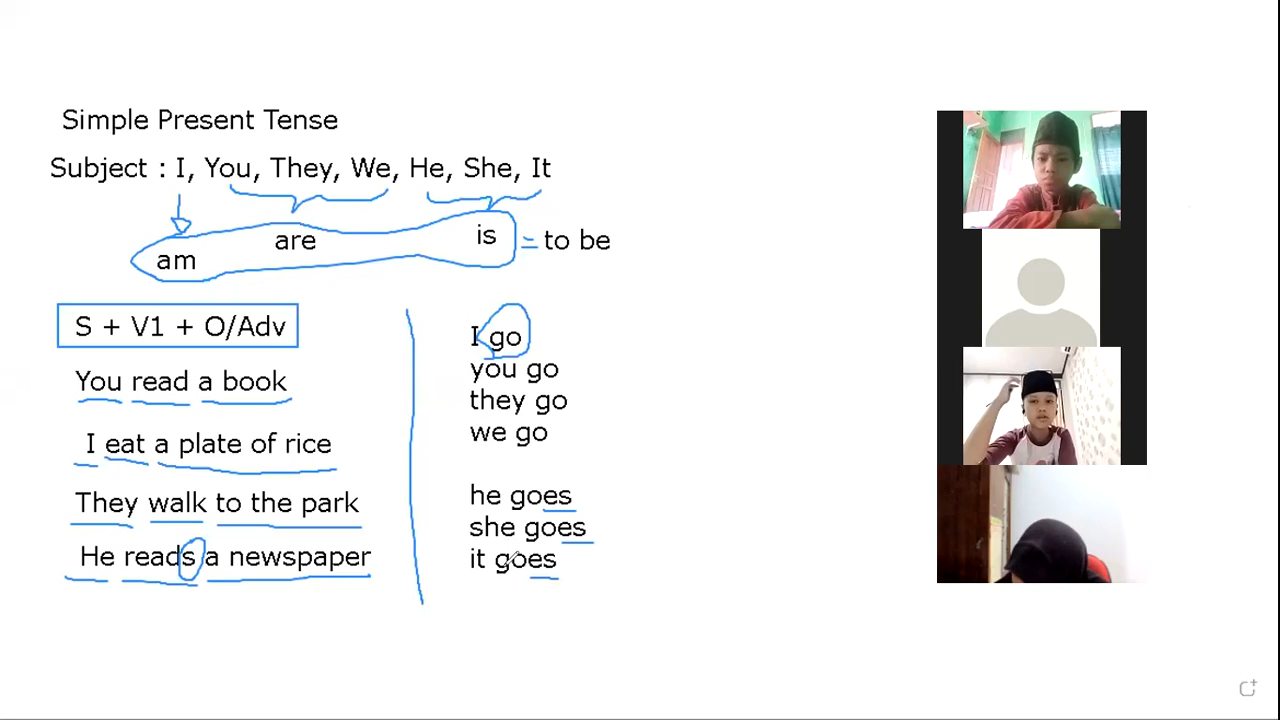 Simple Present Tense
Subject : I, You, They, We, He, She, It
am are is = to be
S + V1 + O/Adv
You read a book
I eat a plate of rice
They walk to the park
He reads a newspaper
I go
you go
they go
we go
he goes
she goes
it goes